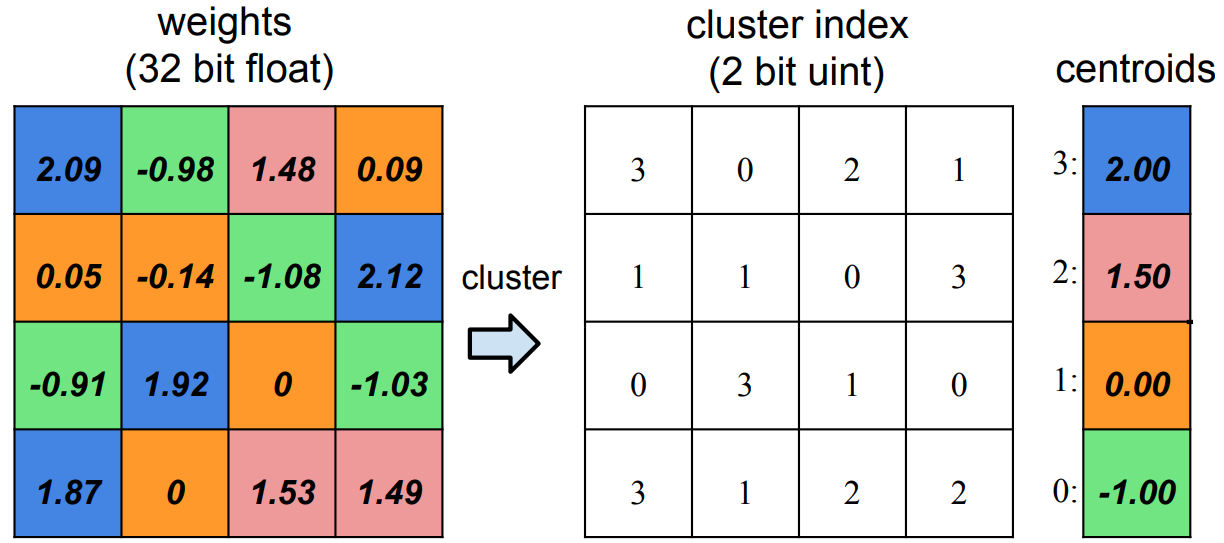 weights
(32 bit float)
cluster index
(2 bit uint)
centroids
2.09 -0.98 1.48 0.09
3 0 2 1
3: 2.00
0.05 -0.14 -1.08 2.12
cluster
1 1 0 3
2: 1.50
-0.91 1.92 0 -1.03
0 3 1 0
1: 0.00
1.87 0 1.53 1.49
3 1 2 2
0: -1.00